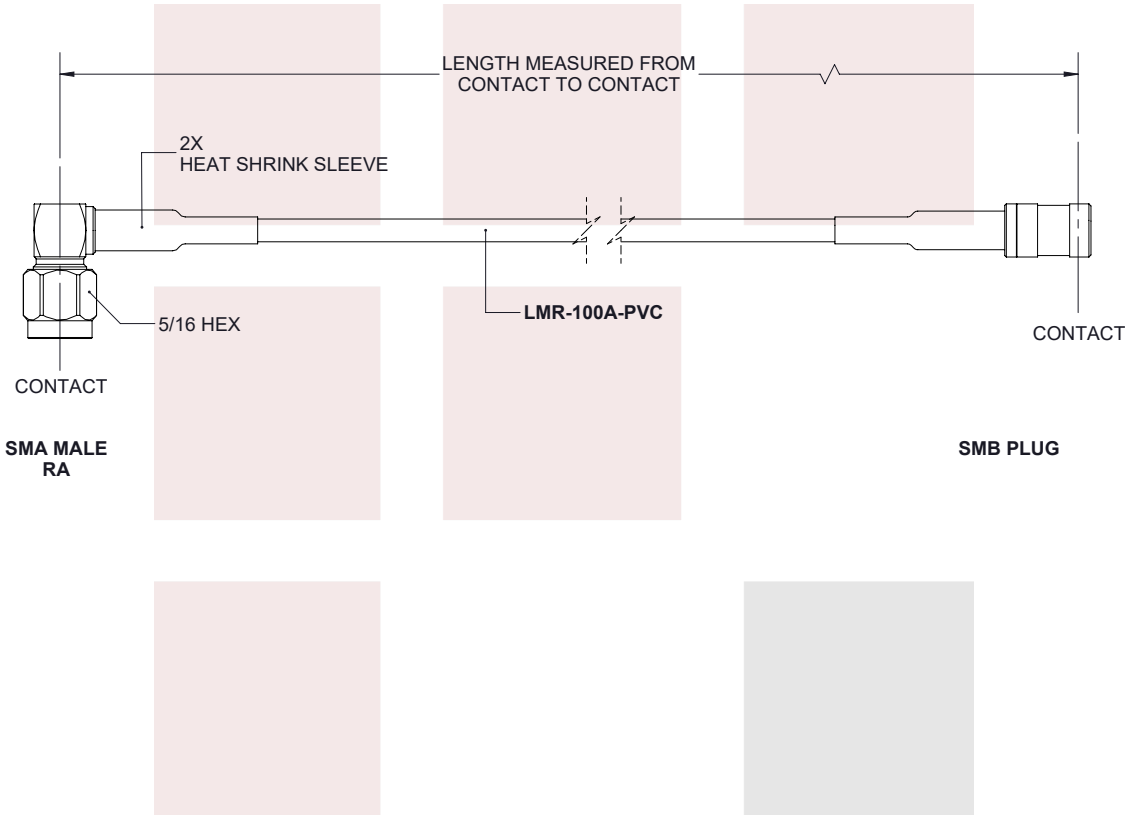 LENGTH MEASURED FROM
CONTACT TO CONTACT
2X
HEAT SHRINK SLEEVE
5/16 HEX
LMR-100A-PVC
CONTACT
CONTACT
SMA MALE
RA
SMB PLUG